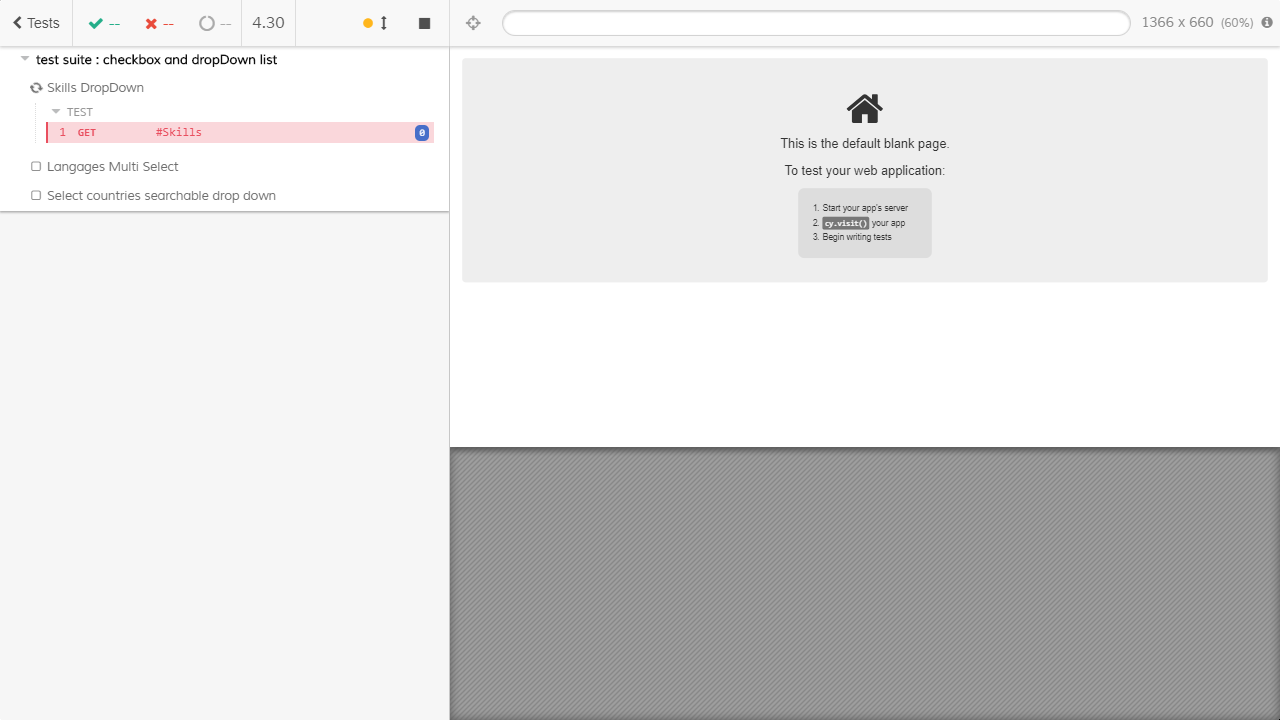 Tests -- -- -- 4.30 1366 x 660 (60%)
test suite : checkbox and dropDown list
Skills DropDown
TEST
1 GET #Skills 0
Langages Multi Select
Select countries searchable drop down
This is the default blank page.
To test your web application:
1. Start your app's server
2. cy.visit() your app
3. Begin writing tests